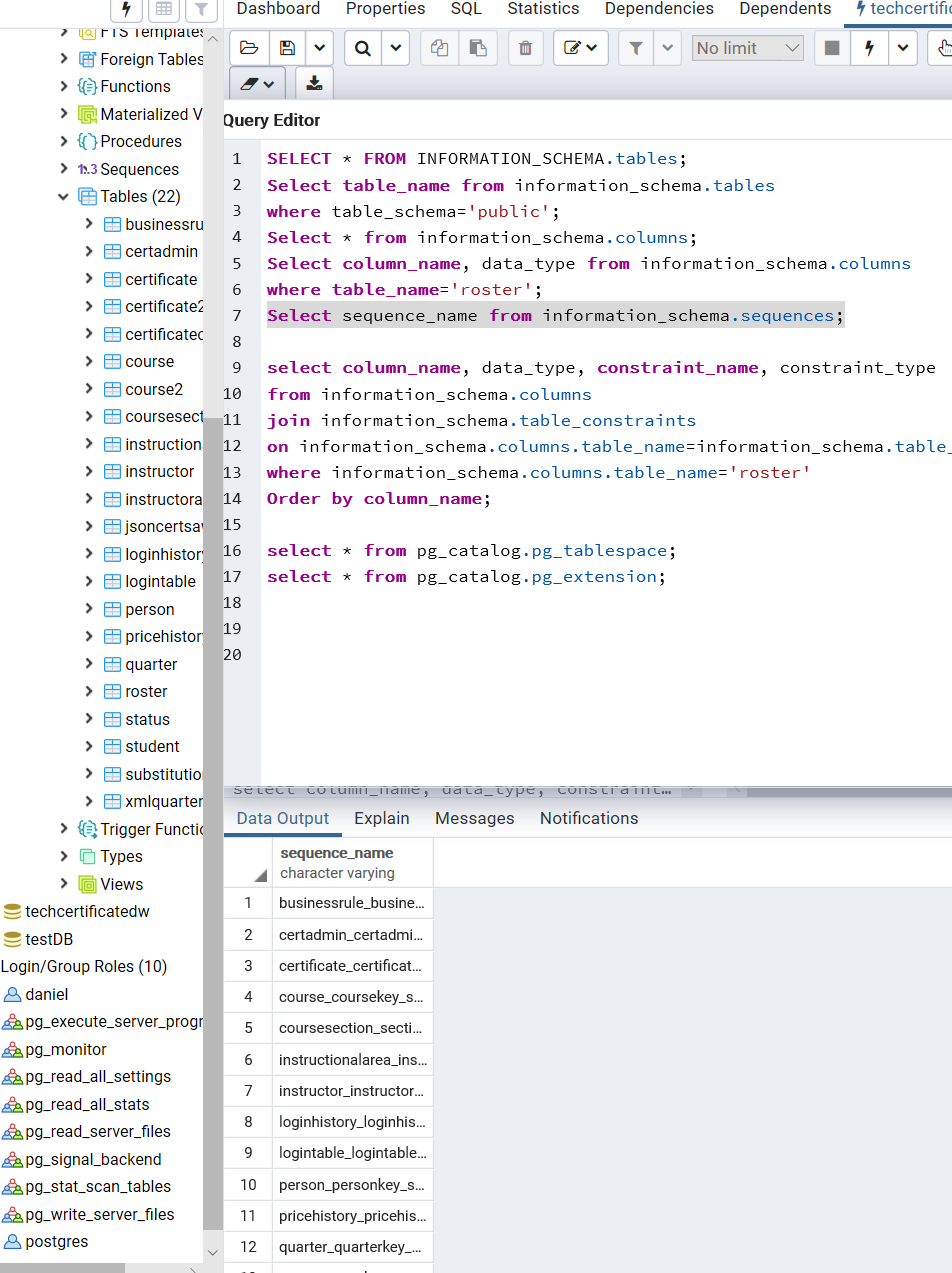 Dashboard Properties SQL Statistics Dependencies Dependents techcertific
No limit
FTS Templates
Foreign Tables
Functions
Materialized V
Procedures
1..3 Sequences
Tables (22)
businessru
certadmin
certificate
certificate2
certificatec
course
course2
coursesect
instruction
instructor
instructora
jsoncertsav
loginhistory
logintable
person
pricehistory
quarter
roster
status
student
substitutio
xmlquarter
Trigger Functio
Types
Views
techcertificatedw
testDB
Login/Group Roles (10)
daniel
pg_execute_server_progr
pg_monitor
pg_read_all_settings
pg_read_all_stats
pg_read_server_files
pg_signal_backend
pg_stat_scan_tables
pg_write_server_files
postgres
Query Editor
1 SELECT * FROM INFORMATION_SCHEMA.tables;
2 Select table_name from information_schema.tables
3 where table_schema='public';
4 Select * from information_schema.columns;
5 Select column_name, data_type from information_schema.columns
6 where table_name='roster';
7 Select sequence_name from information_schema.sequences;
8
9 select column_name, data_type, constraint_name, constraint_type
10 from information_schema.columns
11 join information_schema.table_constraints
12 on information_schema.columns.table_name=information_schema.table_
13 where information_schema.columns.table_name='roster'
14 Order by column_name;
15
16 select * from pg_catalog.pg_tablespace;
17 select * from pg_catalog.pg_extension;
18
19
20
select column_name, data_type, constraint…
Data Output Explain Messages Notifications
sequence_name
character varying
1 businessrule_busine...
2 certadmin_certadmi...
3 certificate_certificat...
4 course_coursekey_s...
5 coursesection_secti...
6 instructionalarea_ins...
7 instructor_instructor...
8 loginhistory_loginhis...
9 logintable_logintable...
10 person_personkey_s...
11 pricehistory_pricehis...
12 quarter_quarterkey_...